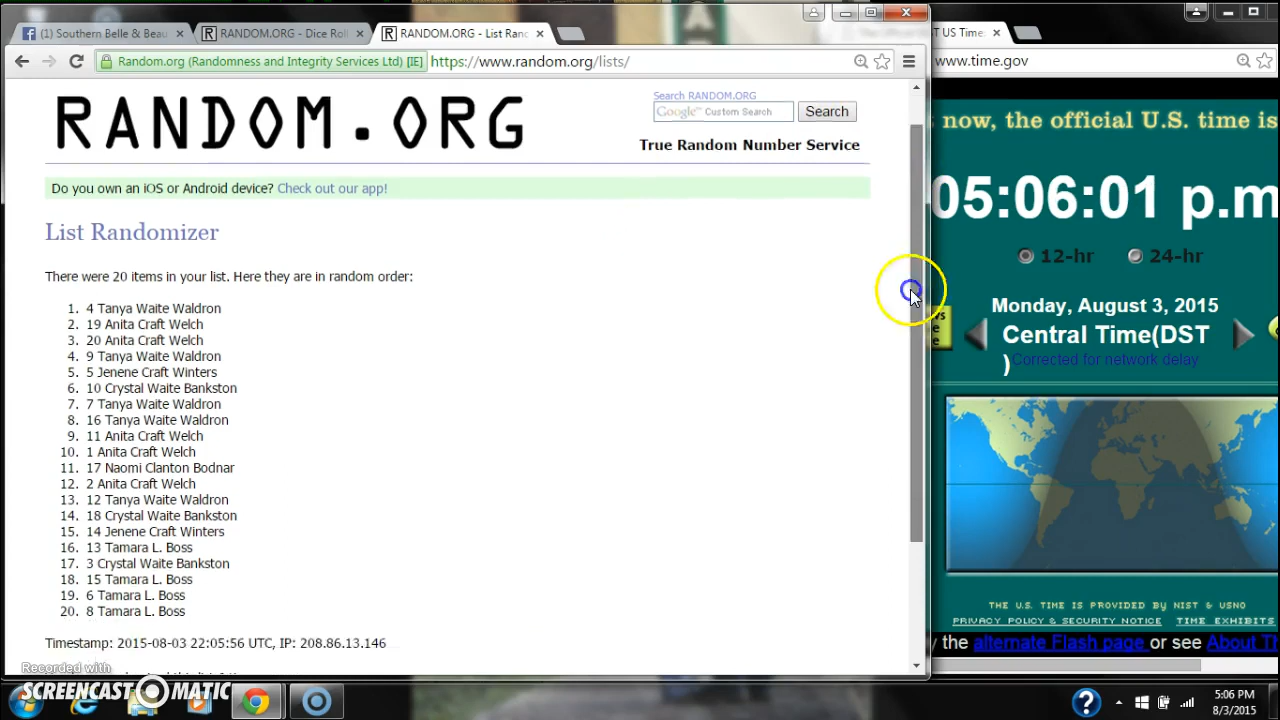 (1) Southern Belle & Beau
RANDOM.ORG - Dice Roll
RANDOM.ORG - List Ran
ST US Time
Random.org (Randomness and Integrity Services Ltd) [IE]
https://www.random.org/lists/
www.time.gov
RANDOM.ORG
Search RANDOM.ORG
Google™ Custom Search
Search
True Random Number Service
Do you own an iOS or Android device? Check out our app!
List Randomizer
There were 20 items in your list. Here they are in random order:
1. 4 Tanya Waite Waldron
2. 19 Anita Craft Welch
3. 20 Anita Craft Welch
4. 9 Tanya Waite Waldron
5. 5 Jenene Craft Winters
6. 10 Crystal Waite Bankston
7. 7 Tanya Waite Waldron
8. 16 Tanya Waite Waldron
9. 11 Anita Craft Welch
10. 1 Anita Craft Welch
11. 17 Naomi Clanton Bodnar
12. 2 Anita Craft Welch
13. 12 Tanya Waite Waldron
14. 18 Crystal Waite Bankston
15. 14 Jenene Craft Winters
16. 13 Tamara L. Boss
17. 3 Crystal Waite Bankston
18. 15 Tamara L. Boss
19. 6 Tamara L. Boss
20. 8 Tamara L. Boss
Timestamp: 2015-08-03 22:05:56 UTC, IP: 208.86.13.146
now, the official U.S. time is
05:06:01 p.m
12-hr
24-hr
Monday, August 3, 2015
Central Time(DST
)
Corrected for network delay
THE U.S. TIME IS PROVIDED BY NIST & USNO
PRIVACY POLICY & SECURITY NOTICE
TIME EXHIBITS
y the alternate Flash page or see About Th
Recorded with
SCREENCAST MATIC
5:06 PM
8/3/2015